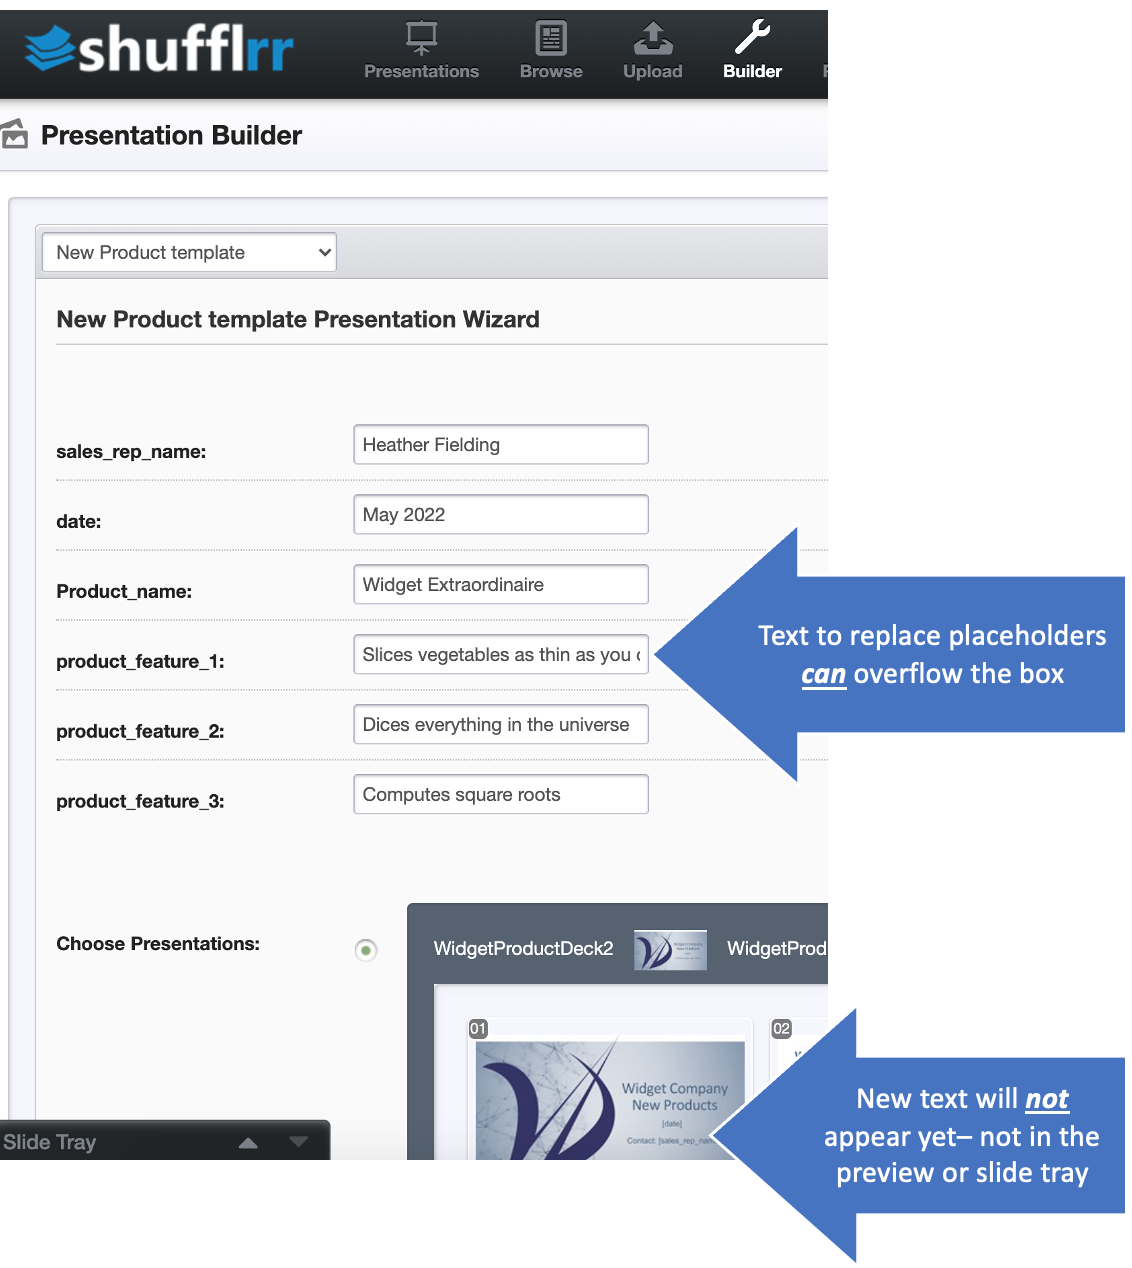 shufflrr
Presentations
Browse
Upload
Builder
Presentation Builder
New Product template
New Product template Presentation Wizard
sales_rep_name:
Heather Fielding
date:
May 2022
Product_name:
Widget Extraordinaire
product_feature_1:
Slices vegetables as thin as you
Text to replace placeholders
can overflow the box
product_feature_2:
Dices everything in the universe
product_feature_3:
Computes square roots
Choose Presentations:
WidgetProductDeck2
WidgetProd
01
02
Widget Company
New Products
[date]
Contact: [sales_rep_nam
New text will not
appear yet– not in the
preview or slide tray
Slide Tray